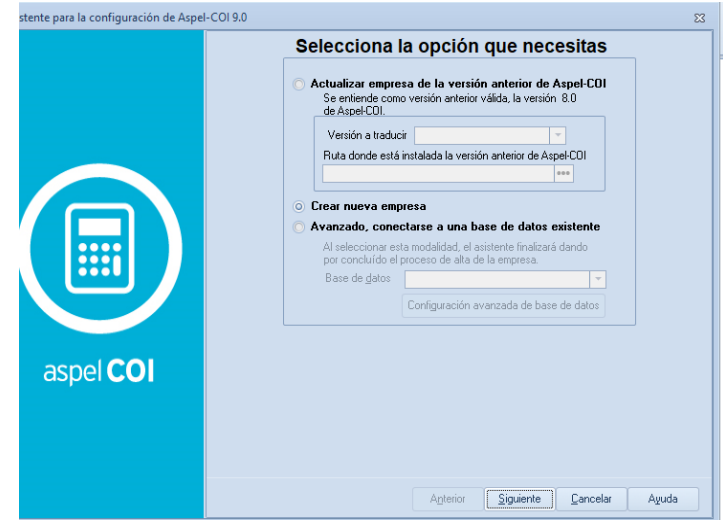 stente para la configuración de Aspel-COI 9.0
Selecciona la opción que necesitas
Actualizar empresa de la versión anterior de Aspel-COI
Se entiende como versión anterior válida, la versión 8.0
de Aspel-COI.
Versión a traducir
Ruta donde está instalada la versión anterior de Aspel-COI
Crear nueva empresa
Avanzado, conectarse a una base de datos existente
Al seleccionar esta modalidad, el asistente finalizará dando
por concluído el proceso de alta de la empresa.
Base de datos
Configuración avanzada de base de datos
aspel COI
Anterior Siguiente Cancelar Ayuda